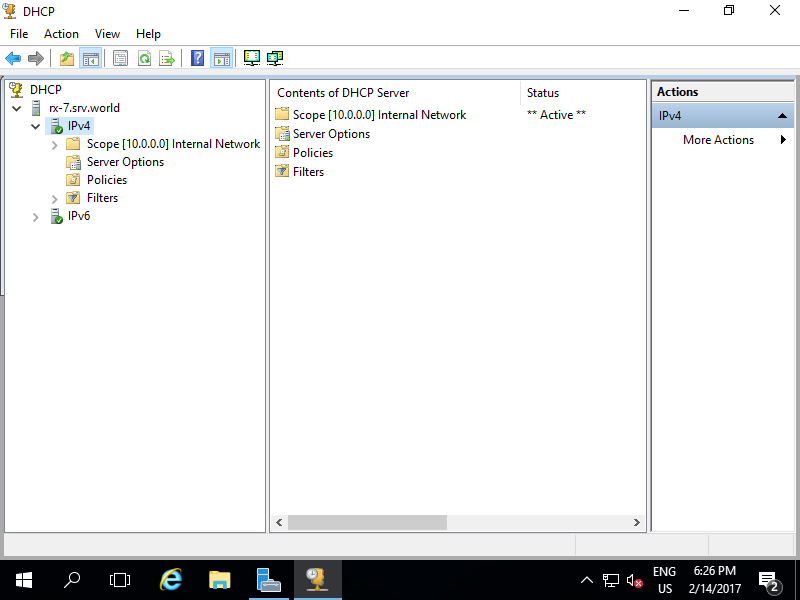 DHCP
File Action View Help
DHCP
rx-7.srv.world
IPv4
Scope [10.0.0.0] Internal Network
Server Options
Policies
Filters
IPv6
Contents of DHCP Server Status
Scope [10.0.0.0] Internal Network ** Active **
Server Options
Policies
Filters
Actions
IPv4
More Actions
ENG
US
6:26 PM
2/14/2017
2